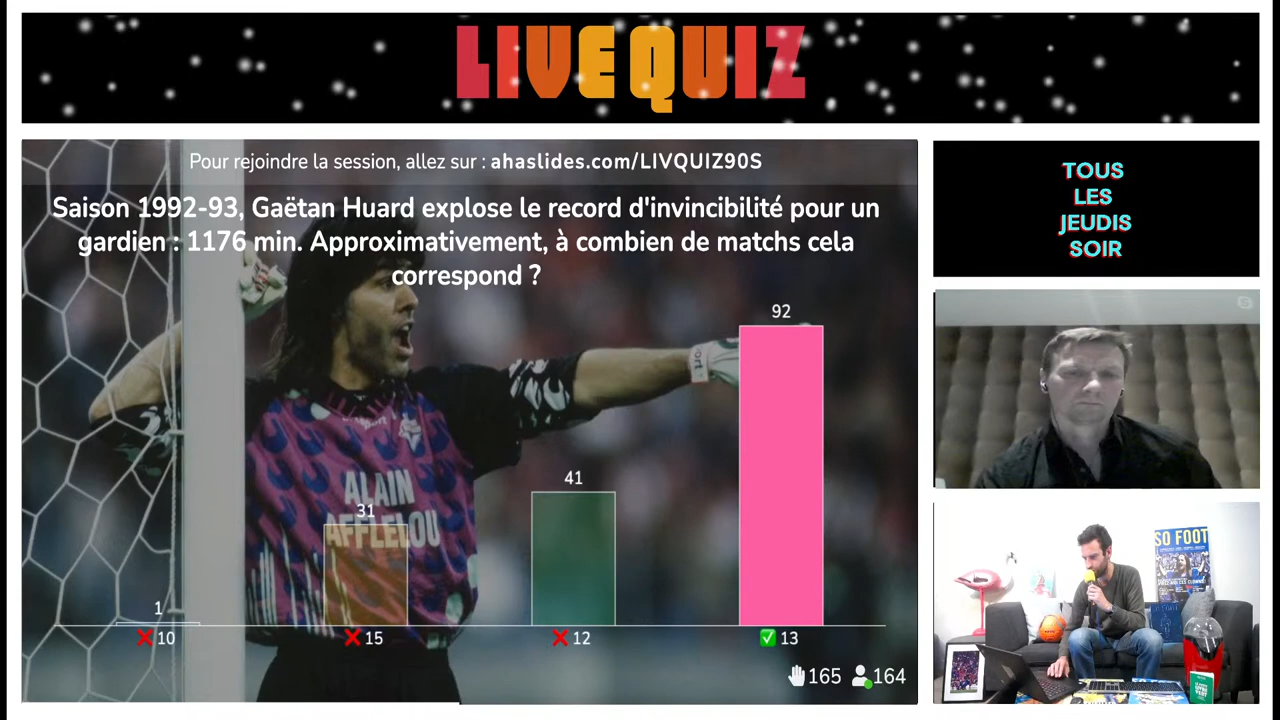 LIVE QUIZ
Pour rejoindre la session, allez sur : ahaslides.com/LIVQUIZ90S
Saison 1992-93, Gaëtan Huard explose le record d'invincibilité pour un
gardien : 1176 min. Approximativement, à combien de matchs cela
correspond ?
92
41
31
1
ALAIN
AFFLELOU
❌ 10
❌ 15
❌ 12
✅ 13
165 164
TOUS
LES
JEUDIS
SOIR
SO FOOT